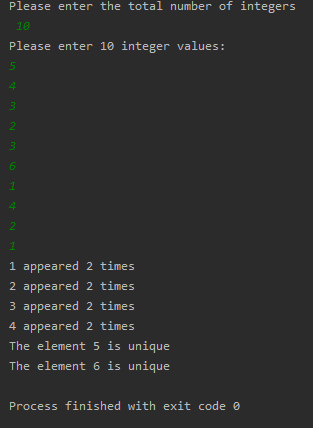 Please enter the total number of integers
10
Please enter 10 integer values:
5
4
3
2
3
6
1
4
2
1
1 appeared 2 times
2 appeared 2 times
3 appeared 2 times
4 appeared 2 times
The element 5 is unique
The element 6 is unique
Process finished with exit code 0